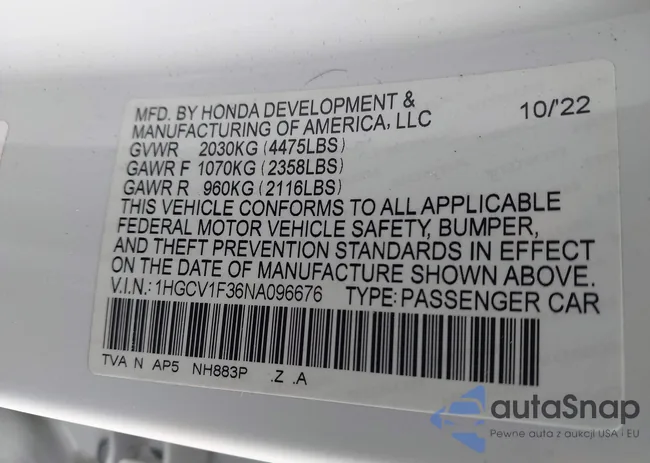 MFD. BY HONDA DEVELOPMENT &
MANUFACTURING OF AMERICA, LLC 10/'22
GVWR 2030KG (4475LBS)
GAWR F 1070KG (2358LBS)
GAWR R 960KG (2116LBS)
THIS VEHICLE CONFORMS TO ALL APPLICABLE
FEDERAL MOTOR VEHICLE SAFETY, BUMPER,
AND THEFT PREVENTION STANDARDS IN EFFECT
ON THE DATE OF MANUFACTURE SHOWN ABOVE.
V.I.N.: 1HGCV1F36NA096676 TYPE: PASSENGER CAR
TVA N AP5 NH883P .Z .A
autaSnap
Pewne auta z aukcji USA i EU